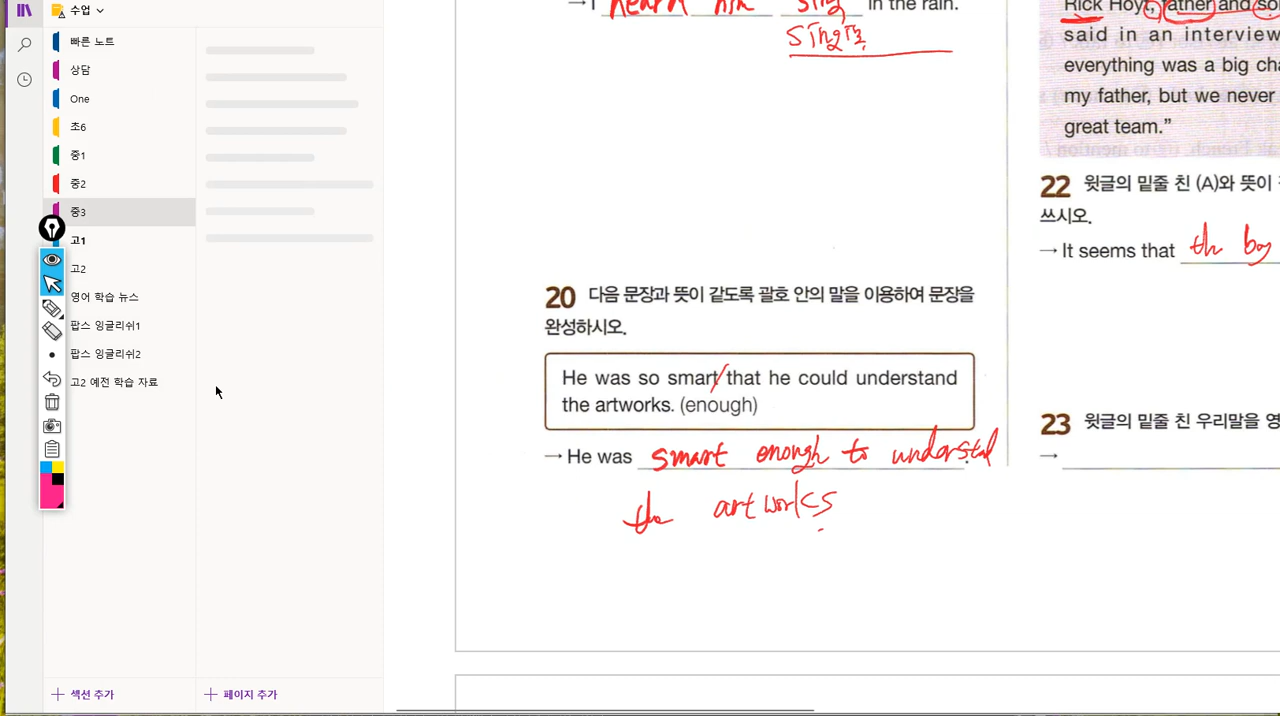 수업
빠른 노트
상담
One
초6
중1
중2
중3
고1
고2
영어 학습 뉴스
팝스 잉글리쉬1
팝스 잉글리쉬2
고2 예전 학습 자료
섹션 추가
페이지 추가
→ I heard him sing in the rain.
20 다음 문장과 뜻이 같도록 괄호 안의 말을 이용하여 문장을
완성하시오.
He was so smart that he could understand
the artworks. (enough)
→ He was smart enough to understand
the artworks
Rick Hoyt, father and so
said in an interview
everything was a big cha
my father, but we never
great team.”
22 윗글의 밑줄 친 (A)와 뜻이
쓰시오.
→ It seems that the boy
23 윗글의 밑줄 친 우리말을 영
→